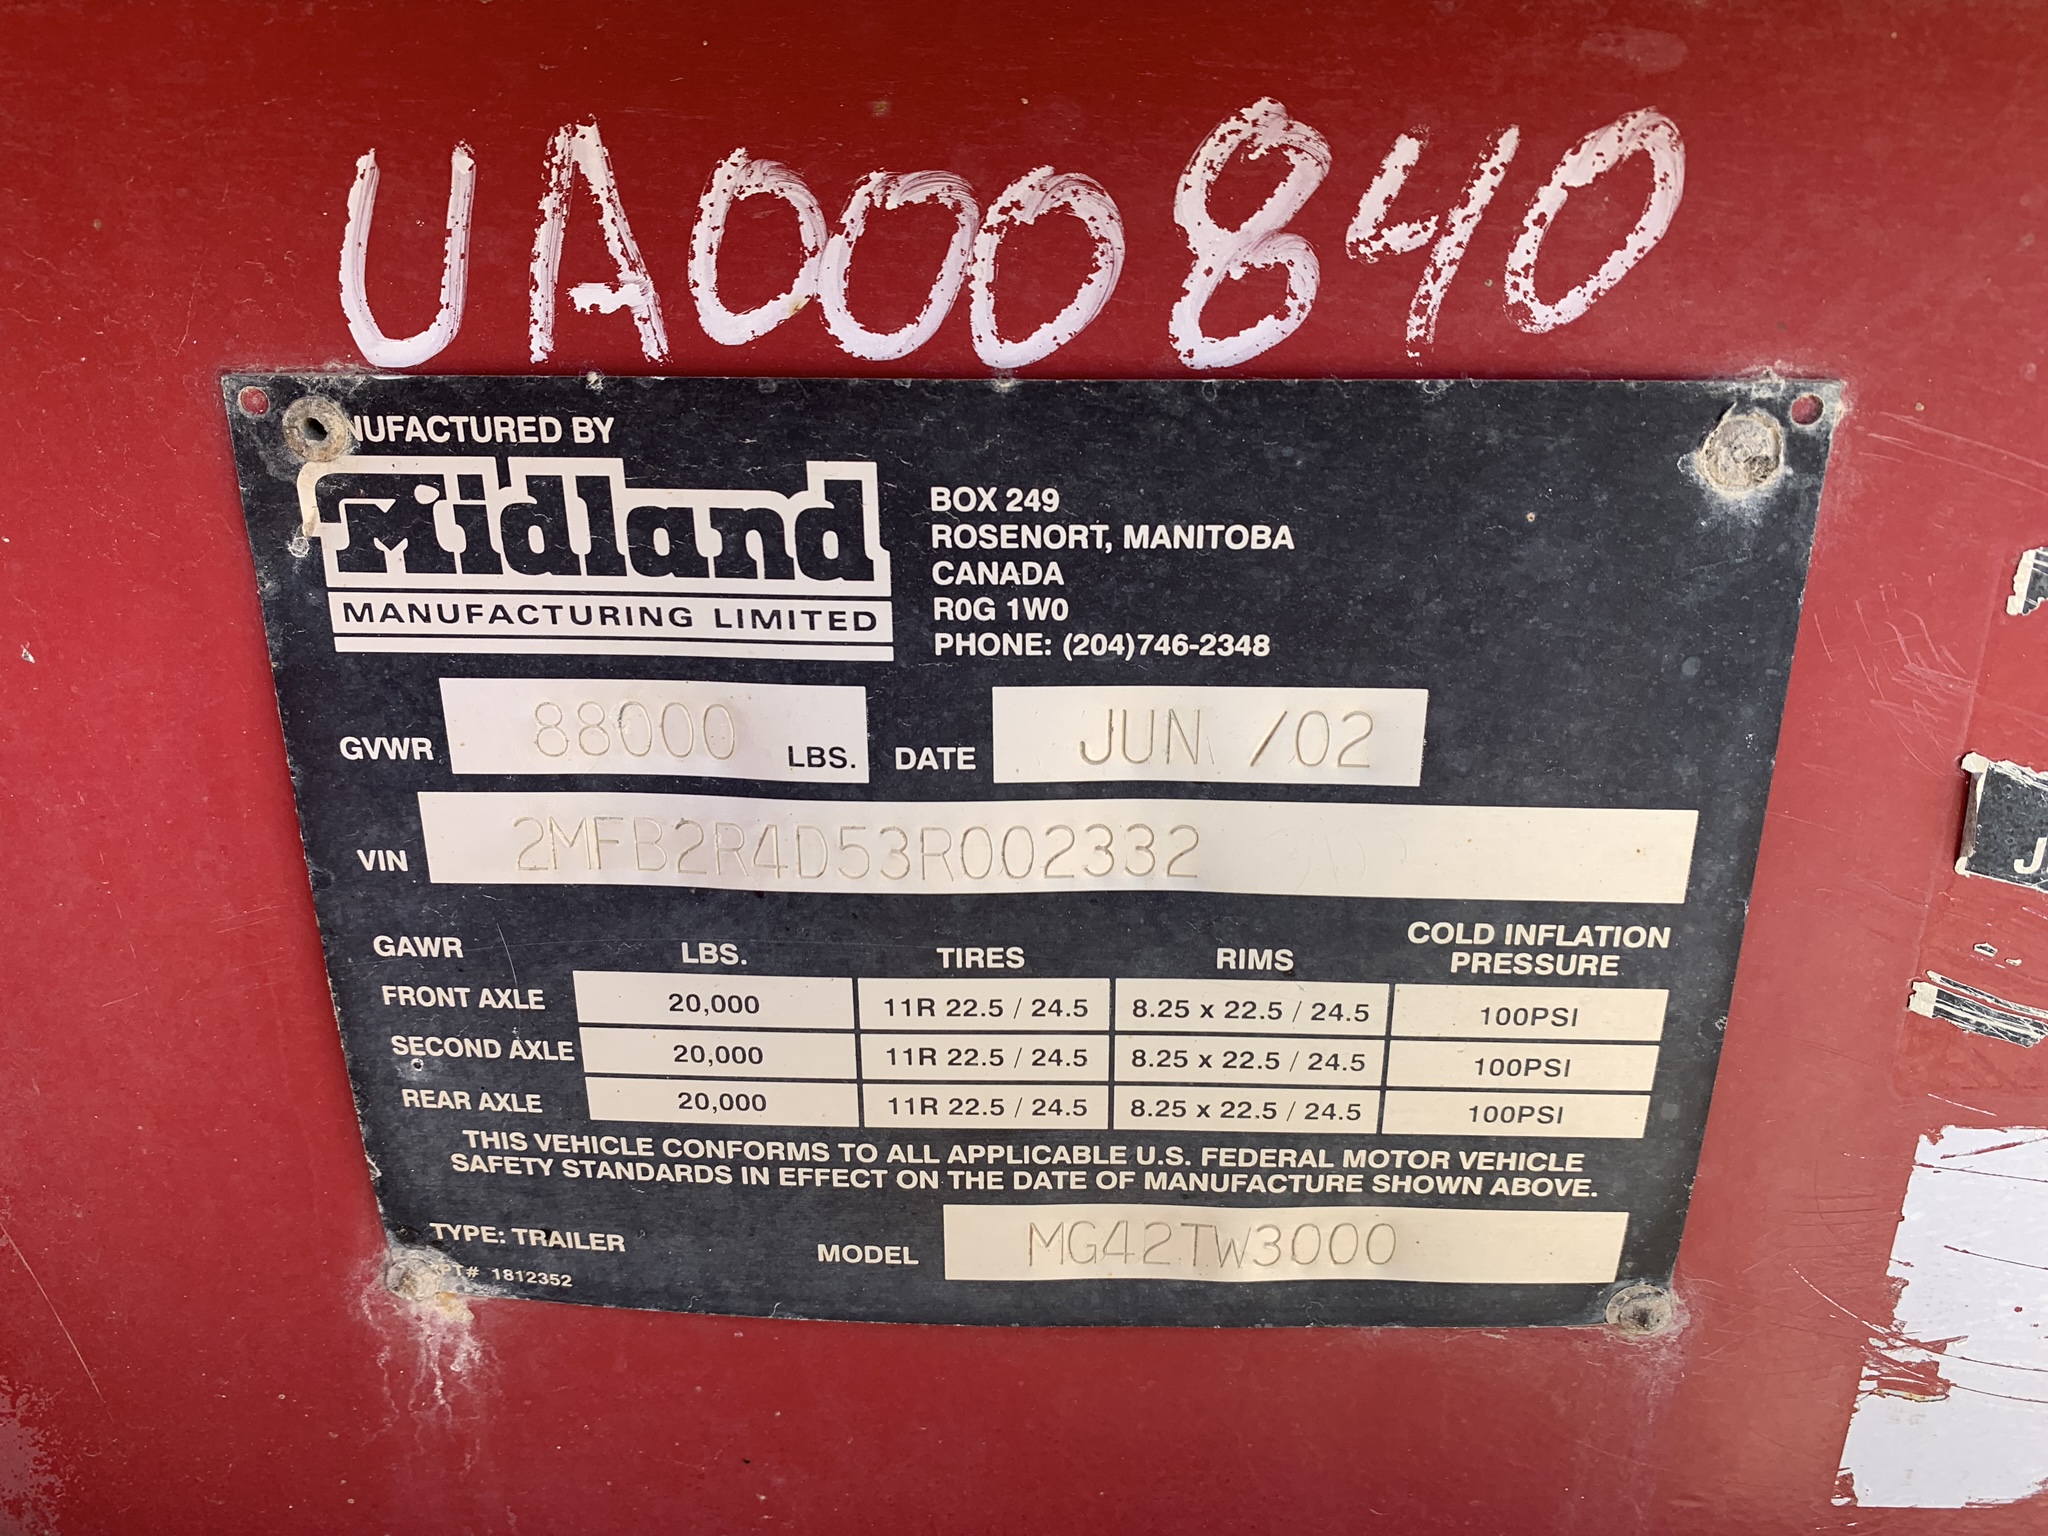 UA000840
NUFACTURED BY
Midland
MANUFACTURING LIMITED
BOX 249
ROSENORT, MANITOBA
CANADA
R0G 1W0
PHONE: (204)746-2348
GVWR 88000 LBS. DATE JUN /02
VIN 2MFB2R4D53R002332
GAWR LBS. TIRES RIMS COLD INFLATION PRESSURE
FRONT AXLE 20,000 11R 22.5 / 24.5 8.25 x 22.5 / 24.5 100PSI
SECOND AXLE 20,000 11R 22.5 / 24.5 8.25 x 22.5 / 24.5 100PSI
REAR AXLE 20,000 11R 22.5 / 24.5 8.25 x 22.5 / 24.5 100PSI
THIS VEHICLE CONFORMS TO ALL APPLICABLE U.S. FEDERAL MOTOR VEHICLE
SAFETY STANDARDS IN EFFECT ON THE DATE OF MANUFACTURE SHOWN ABOVE.
TYPE: TRAILER MODEL MG42TW3000
PT# 1812352
J